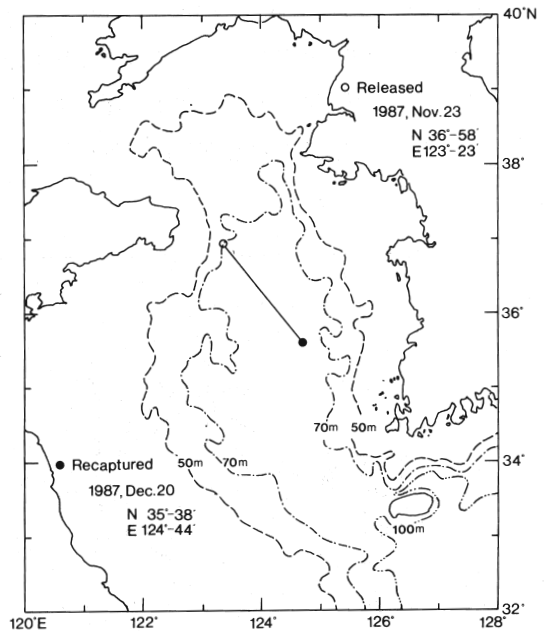 40°N
Released
1987, Nov.23
N 36°-58′
E 123°-23′
38°
36°
70m 50m
34°
Recaptured
1987, Dec.20
N 35°-38′
E 124°-44′
50m 70m
100m
32°
120°E 122° 124° 126° 128°